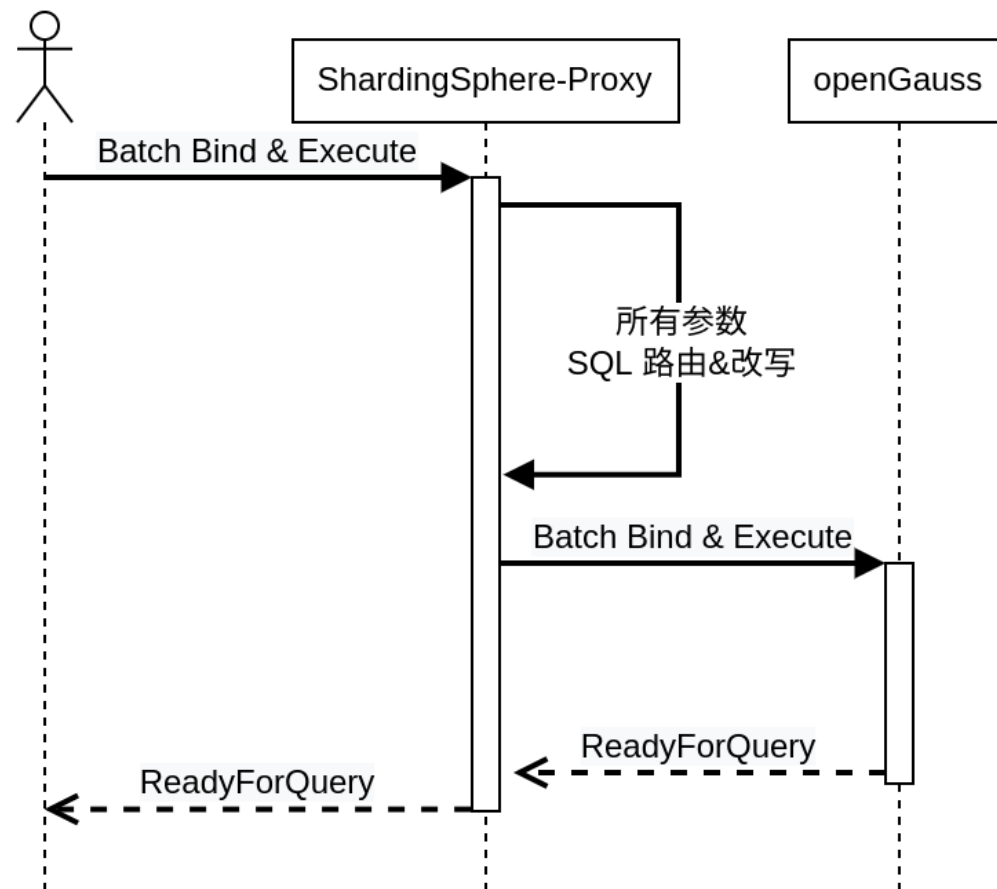 ShardingSphere-Proxy
openGauss
Batch Bind & Execute
所有参数
SQL 路由&改写
Batch Bind & Execute
ReadyForQuery
ReadyForQuery